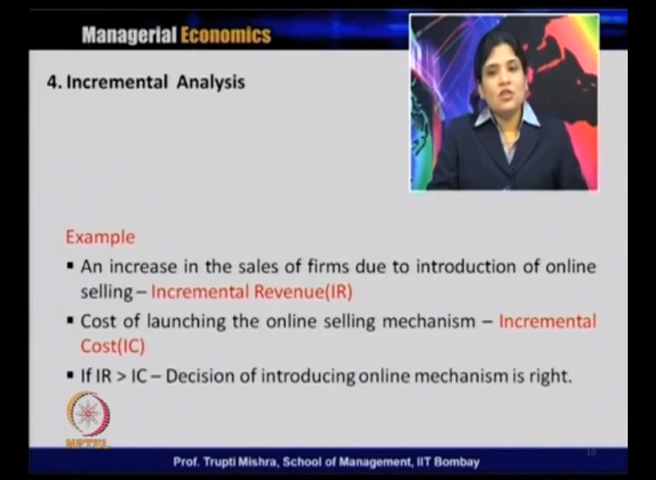 Managerial Economics
4. Incremental Analysis
Example
▪ An increase in the sales of firms due to introduction of online
selling – Incremental Revenue(IR)
▪ Cost of launching the online selling mechanism – Incremental
Cost(IC)
▪ If IR > IC – Decision of introducing online mechanism is right.
NPTEL
10
Prof. Trupti Mishra, School of Management, IIT Bombay